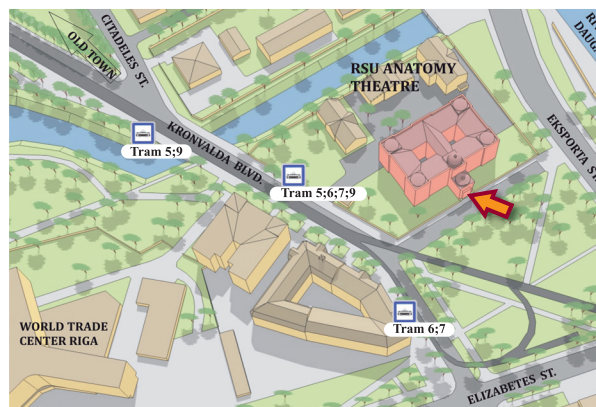 CITADELES ST.
OLD TOWN
RSU ANATOMY
THEATRE
KRONVALDA BLVD.
Tram 5;9
Tram 5;6;7;9
EKSPORTA ST.
Tram 6;7
WORLD TRADE
CENTER RIGA
ELIZABETES ST.